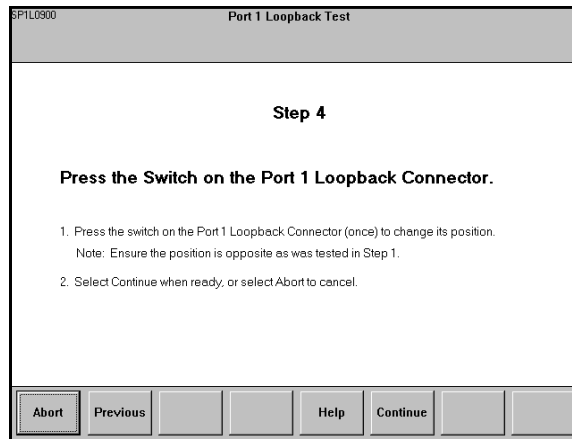 SP1L0900
Port 1 Loopback Test
Step 4
Press the Switch on the Port 1 Loopback Connector.
1. Press the switch on the Port 1 Loopback Connector (once) to change its position.
Note: Ensure the position is opposite as was tested in Step 1.
2. Select Continue when ready, or select Abort to cancel.
Abort Previous Help Continue